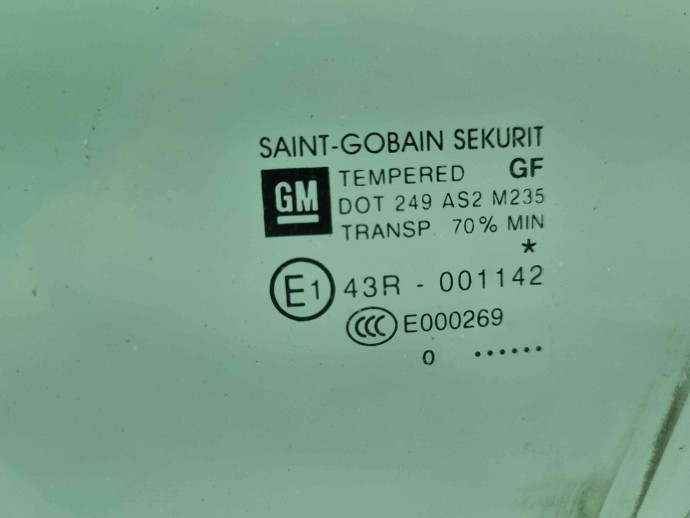 SAINT-GOBAIN SEKURIT
GM TEMPERED GF
DOT 249 AS2 M235
TRANSP 70% MIN
*
E1 43R - 001142
CCC E000269
0 ......